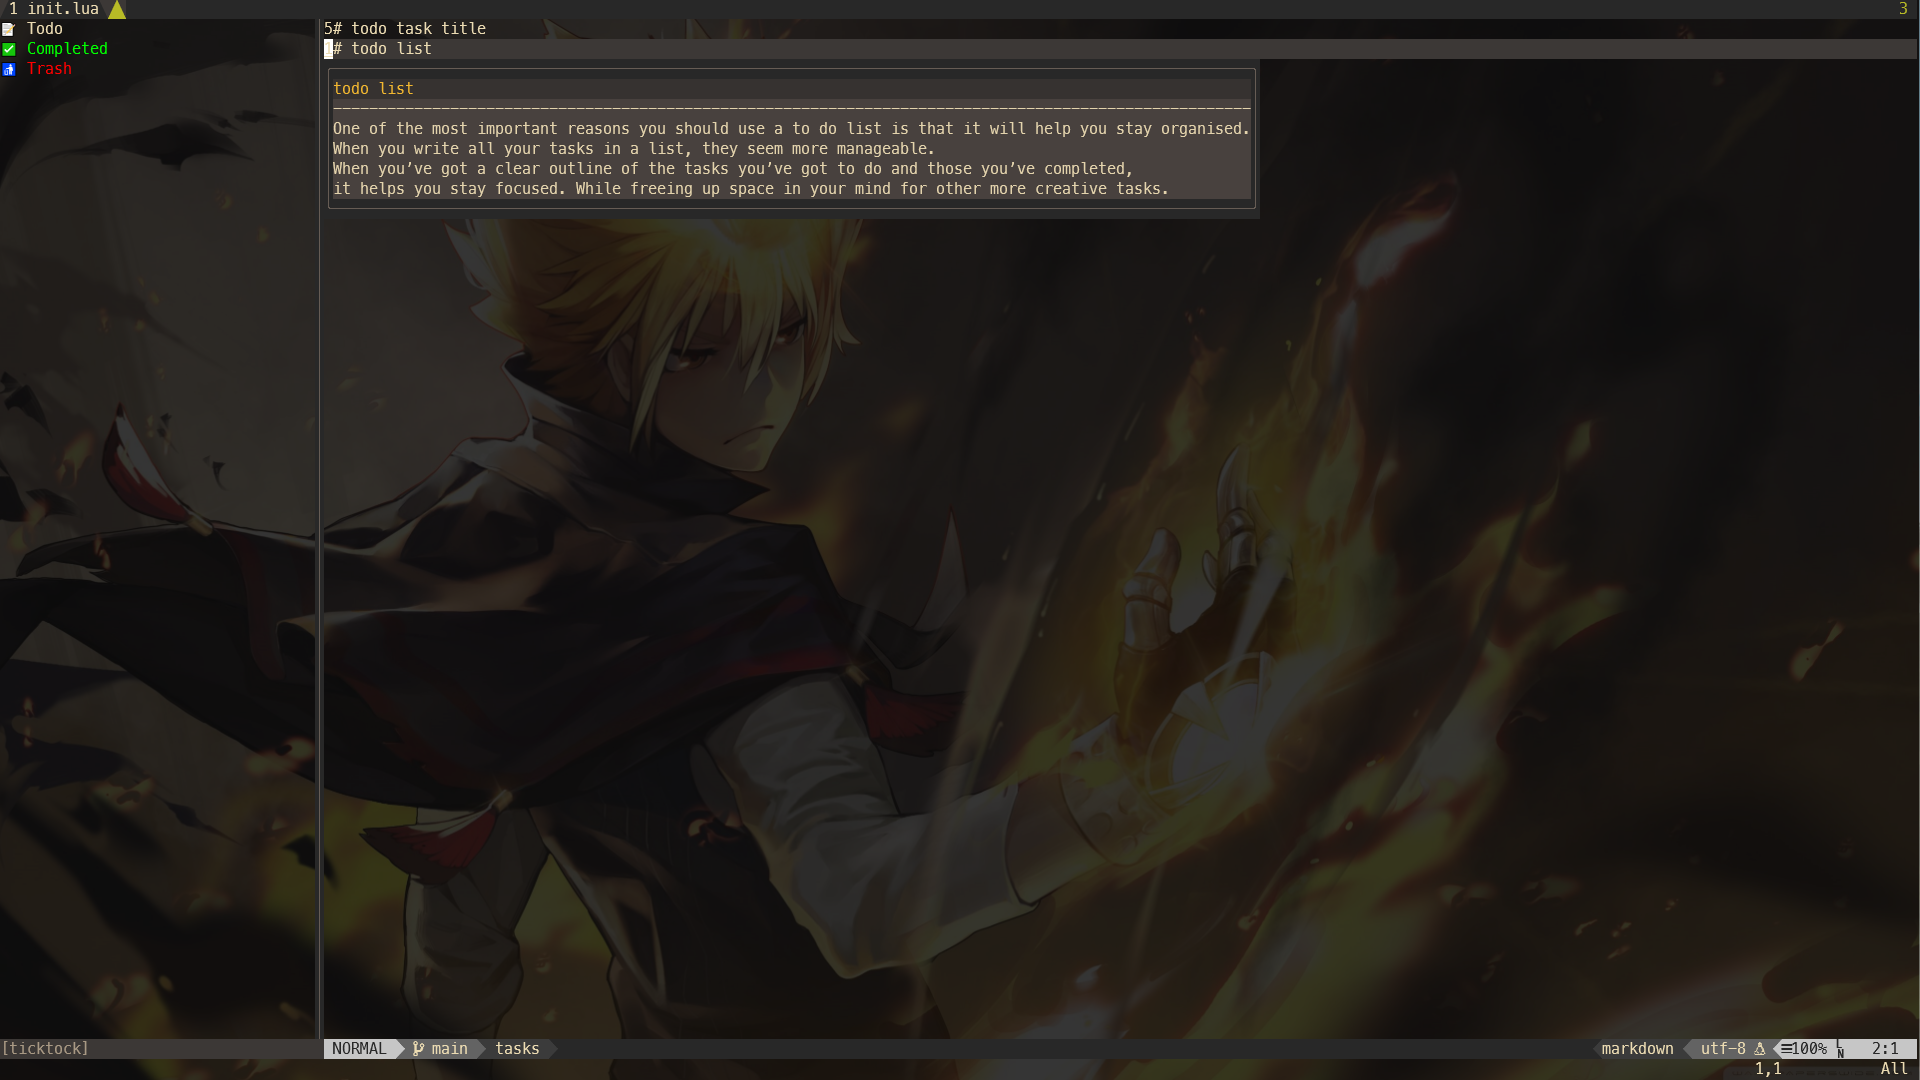 1 init.lua 3
Todo
Completed
Trash
5# todo task title
1# todo list
todo list
One of the most important reasons you should use a to do list is that it will help you stay organised.
When you write all your tasks in a list, they seem more manageable.
When you’ve got a clear outline of the tasks you’ve got to do and those you’ve completed,
it helps you stay focused. While freeing up space in your mind for other more creative tasks.
[ticktock] NORMAL main tasks markdown utf-8 100% LN 2:1
1,1 All